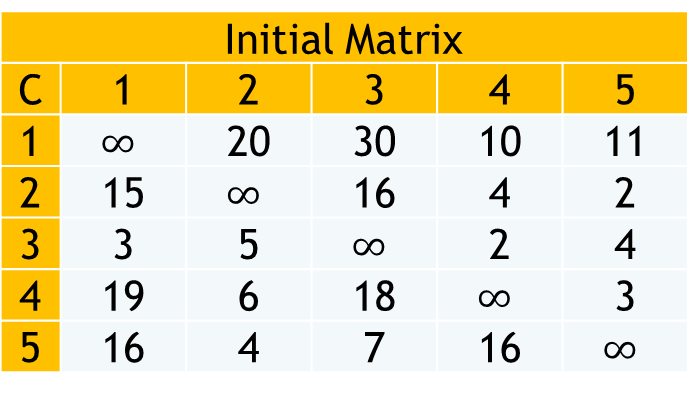 Initial Matrix
C 1 2 3 4 5
1 ∞ 20 30 10 11
2 15 ∞ 16 4 2
3 3 5 ∞ 2 4
4 19 6 18 ∞ 3
5 16 4 7 16 ∞